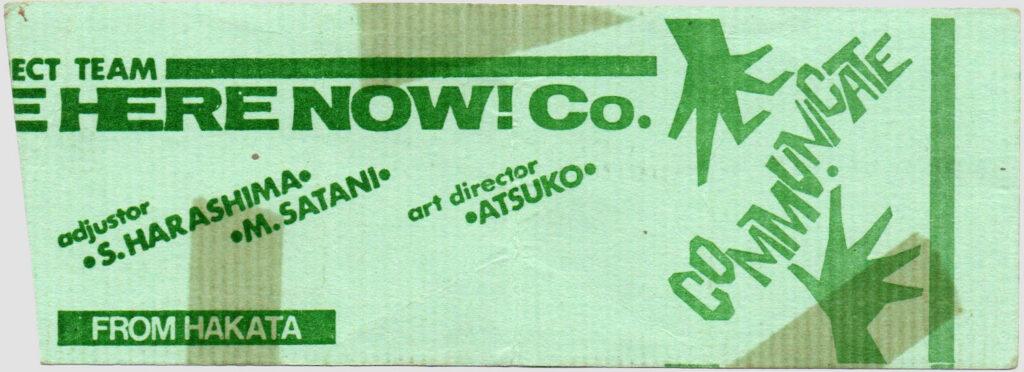 ECT TEAM
E HERE NOW! Co.
adjustor
•S. HARASHIMA•
•M. SATANI•
art director
•ATSUKO•
COMMUNICATE
FROM HAKATA